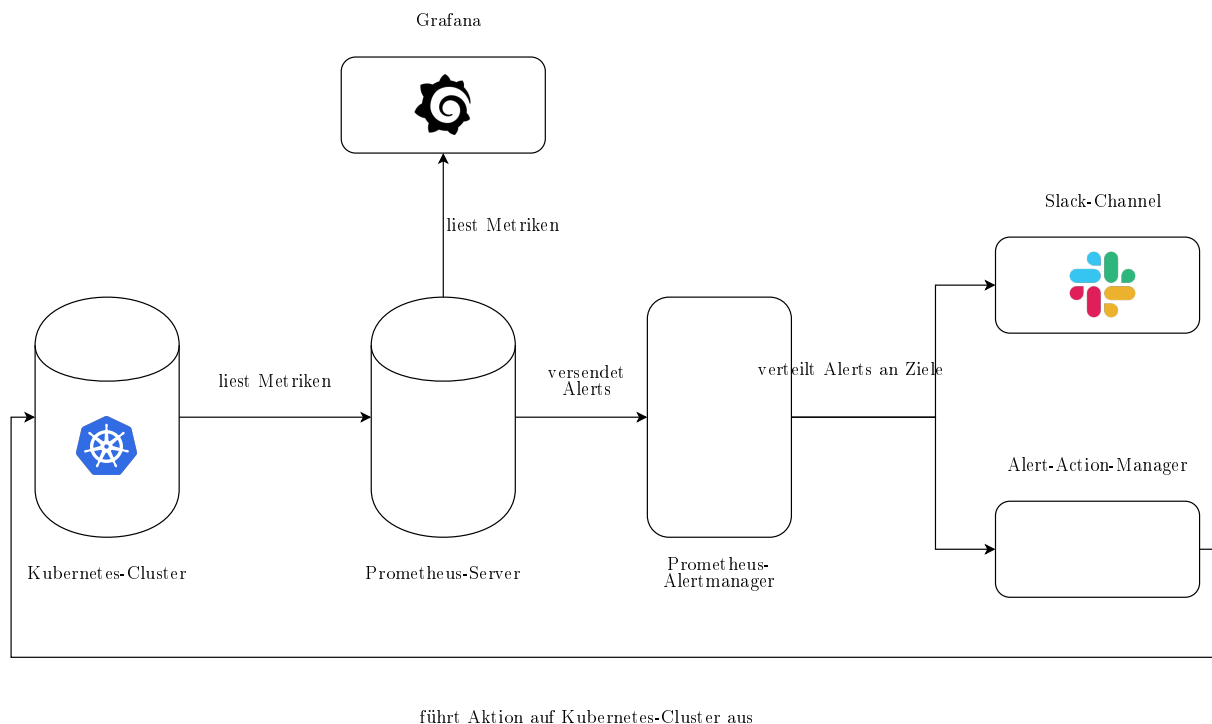 Grafana
liest Metriken
Slack-Channel
liest Metriken
versendet
Alerts
verteilt Alerts an Ziele
Alert-Action-Manager
Kubernetes-Cluster
Prometheus-Server
Prometheus-
Alertmanager
führt Aktion auf Kubernetes-Cluster aus